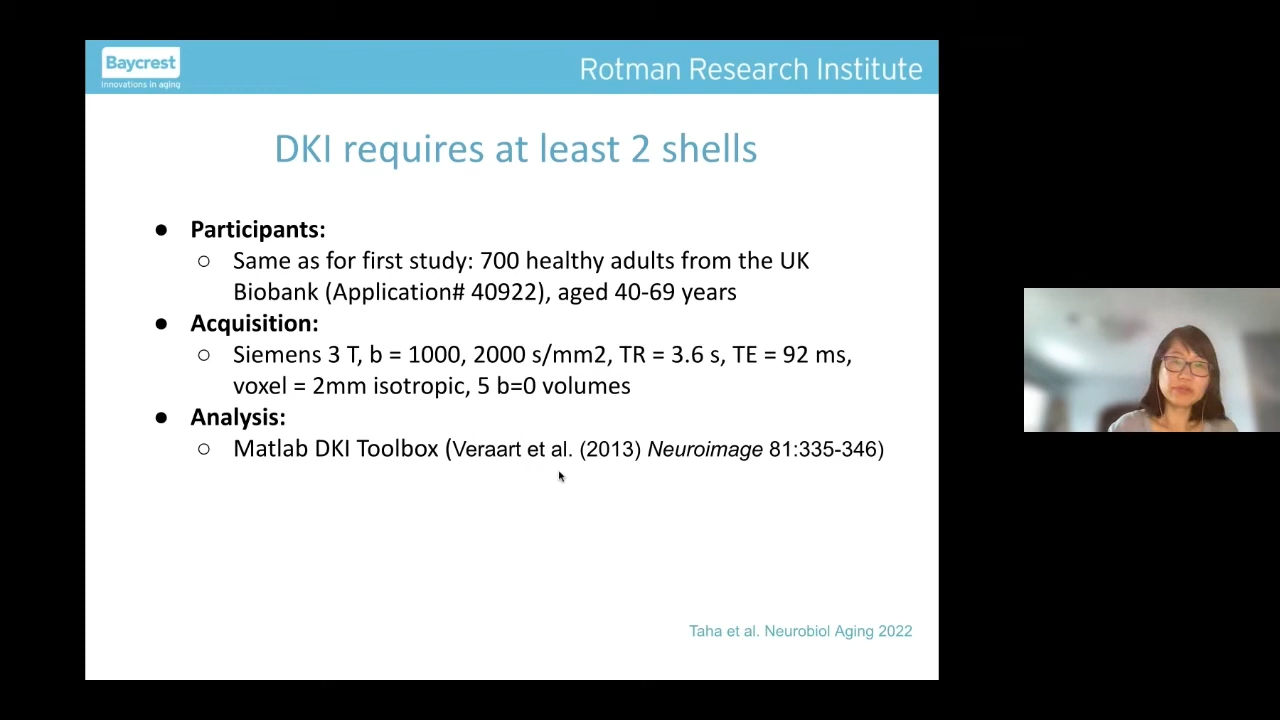 Baycrest
Innovations in aging
Rotman Research Institute
DKI requires at least 2 shells
● Participants:
○ Same as for first study: 700 healthy adults from the UK
Biobank (Application# 40922), aged 40-69 years
● Acquisition:
○ Siemens 3 T, b = 1000, 2000 s/mm2, TR = 3.6 s, TE = 92 ms,
voxel = 2mm isotropic, 5 b=0 volumes
● Analysis:
○ Matlab DKI Toolbox (Veraart et al. (2013) Neuroimage 81:335-346)
Taha et al. Neurobiol Aging 2022